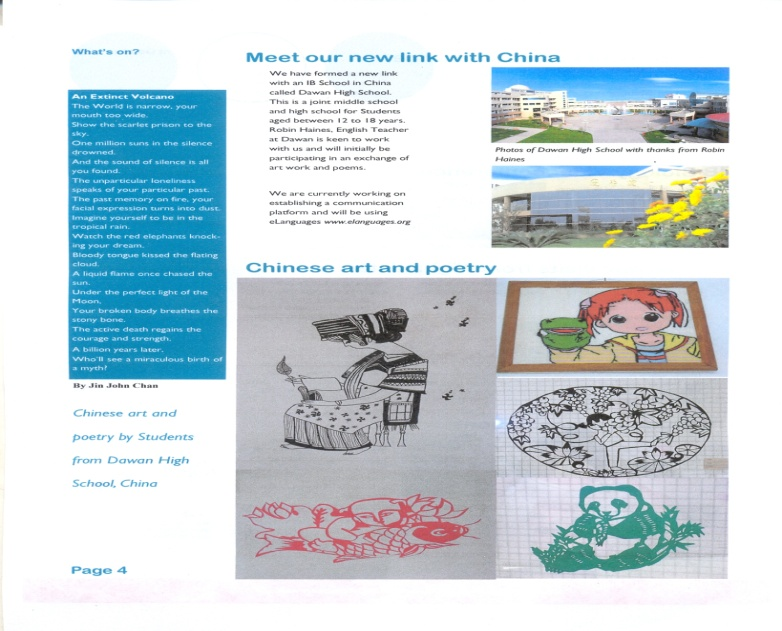 What's on?
An Extinct Volcano
The World is narrow, your
mouth too wide.
Show the scarlet prison to the
sky.
One million suns in the silence
drowned.
And the sound of silence is all
you found.
The unparticular loneliness
speaks of your particular past.
The past memory on fire, your
facial expression turns into dust.
Imagine yourself to be in the
tropical rain.
Watch the red elephants knock-
ing your dream.
Bloody tongue kissed the flating
cloud.
A liquid flame once chased the
sun.
Under the perfect light of the
Moon.
Your broken body breathes the
stony bone.
The active death regains the
courage and strength.
A billion years later.
Who'll see a miraculous birth of
a myth?
By Jin John Chan
Chinese art and
poetry by Students
from Dawan High
School, China
Page 4
Meet our new link with China
We have formed a new link
with an IB School in China
called Dawan High School.
This is a joint middle school
and high school for Students
aged between 12 to 18 years.
Robin Haines, English Teacher
at Dawan is keen to work
with us and will initially be
participating in an exchange of
art work and poems.
We are currently working on
establishing a communication
platform and will be using
eLanguages www.elanguages.org
Photos of Dawan High School with thanks from Robin
Haines
Chinese art and poetry